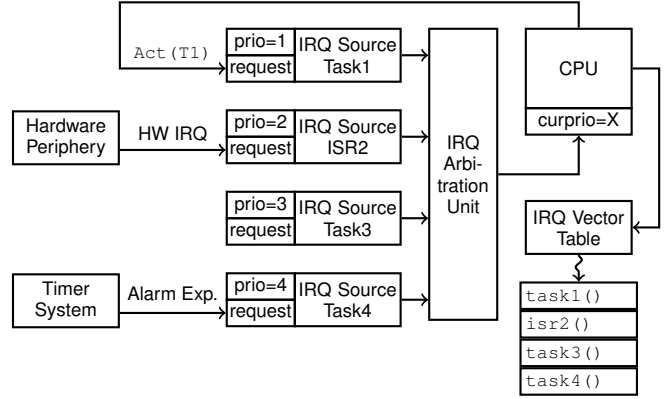 Act(T1)
prio=1
request
IRQ Source
Task1
Hardware
Periphery
HW IRQ
prio=2
request
IRQ Source
ISR2
prio=3
request
IRQ Source
Task3
Timer
System
Alarm Exp.
prio=4
request
IRQ Source
Task4
IRQ
Arbi-
tration
Unit
CPU
curprio=X
IRQ Vector
Table
task1()
isr2()
task3()
task4()